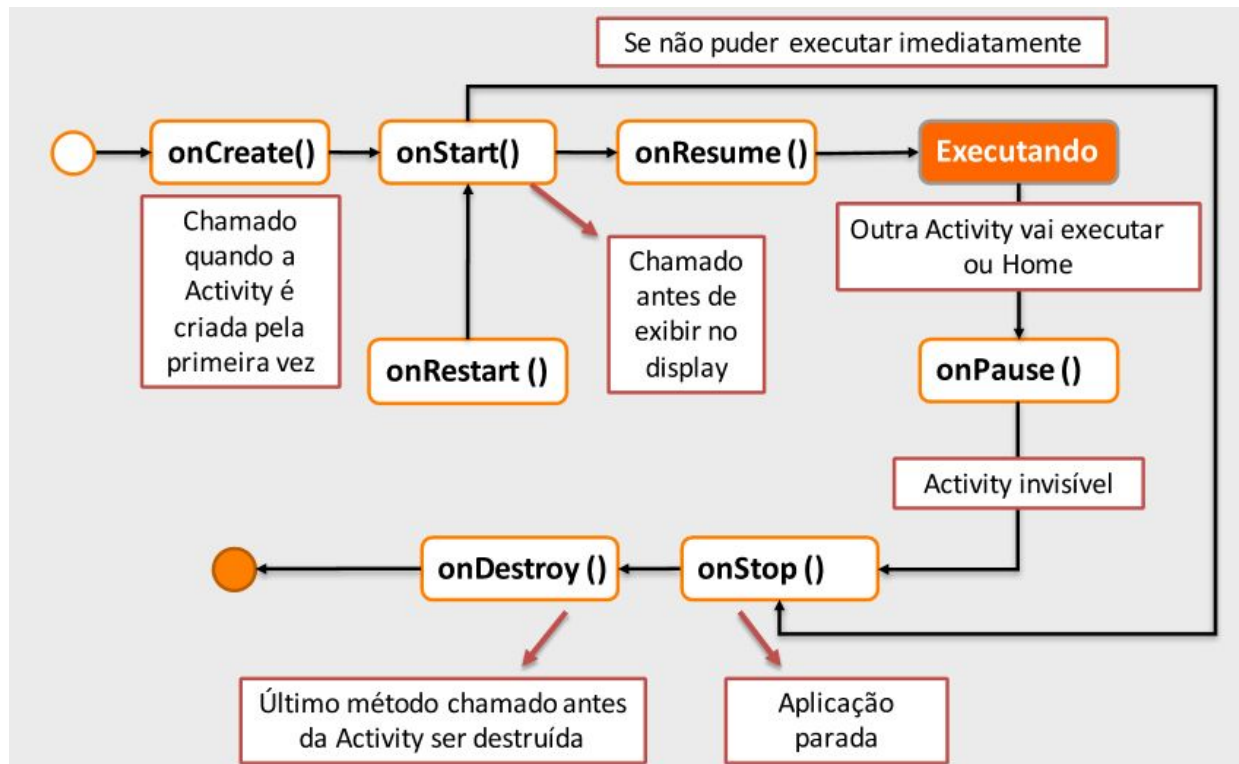 Se não puder executar imediatamente
onCreate()
onStart()
onResume ()
Executando
Chamado
quando a
Activity é
criada pela
primeira vez
Chamado
antes de
exibir no
display
Outra Activity vai executar
ou Home
onRestart ()
onPause ()
Activity invisível
onDestroy ()
onStop ()
Último método chamado antes
da Activity ser destruída
Aplicação
parada